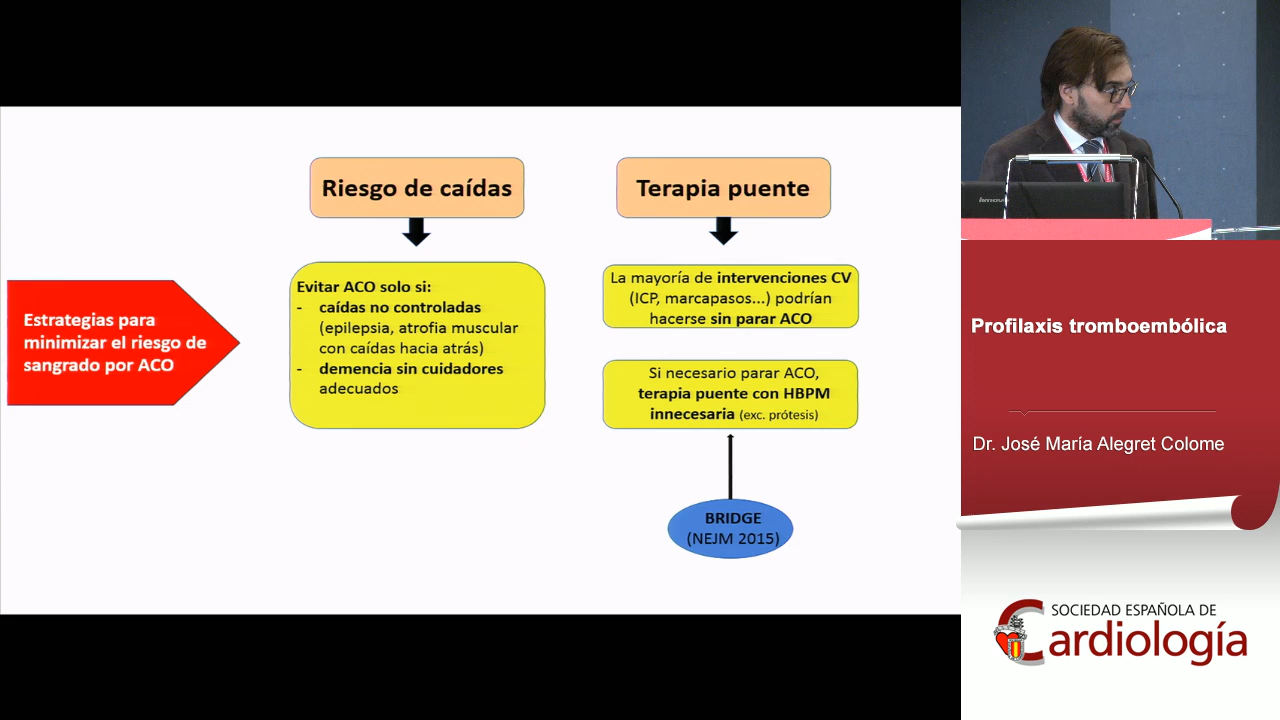 Riesgo de caídas
Terapia puente
Estrategias para
minimizar el riesgo de
sangrado por ACO
Evitar ACO solo si:
- caídas no controladas
(epilepsia, atrofia muscular
con caídas hacia atrás)
- demencia sin cuidadores
adecuados
La mayoría de intervenciones CV
(ICP, marcapasos...) podrían
hacerse sin parar ACO
Si necesario parar ACO,
terapia puente con HBPM
innecesaria (exc. prótesis)
BRIDGE
(NEJM 2015)
Profilaxis tromboembólica
Dr. José María Alegret Colome
SOCIEDAD ESPAÑOLA DE
Cardiología